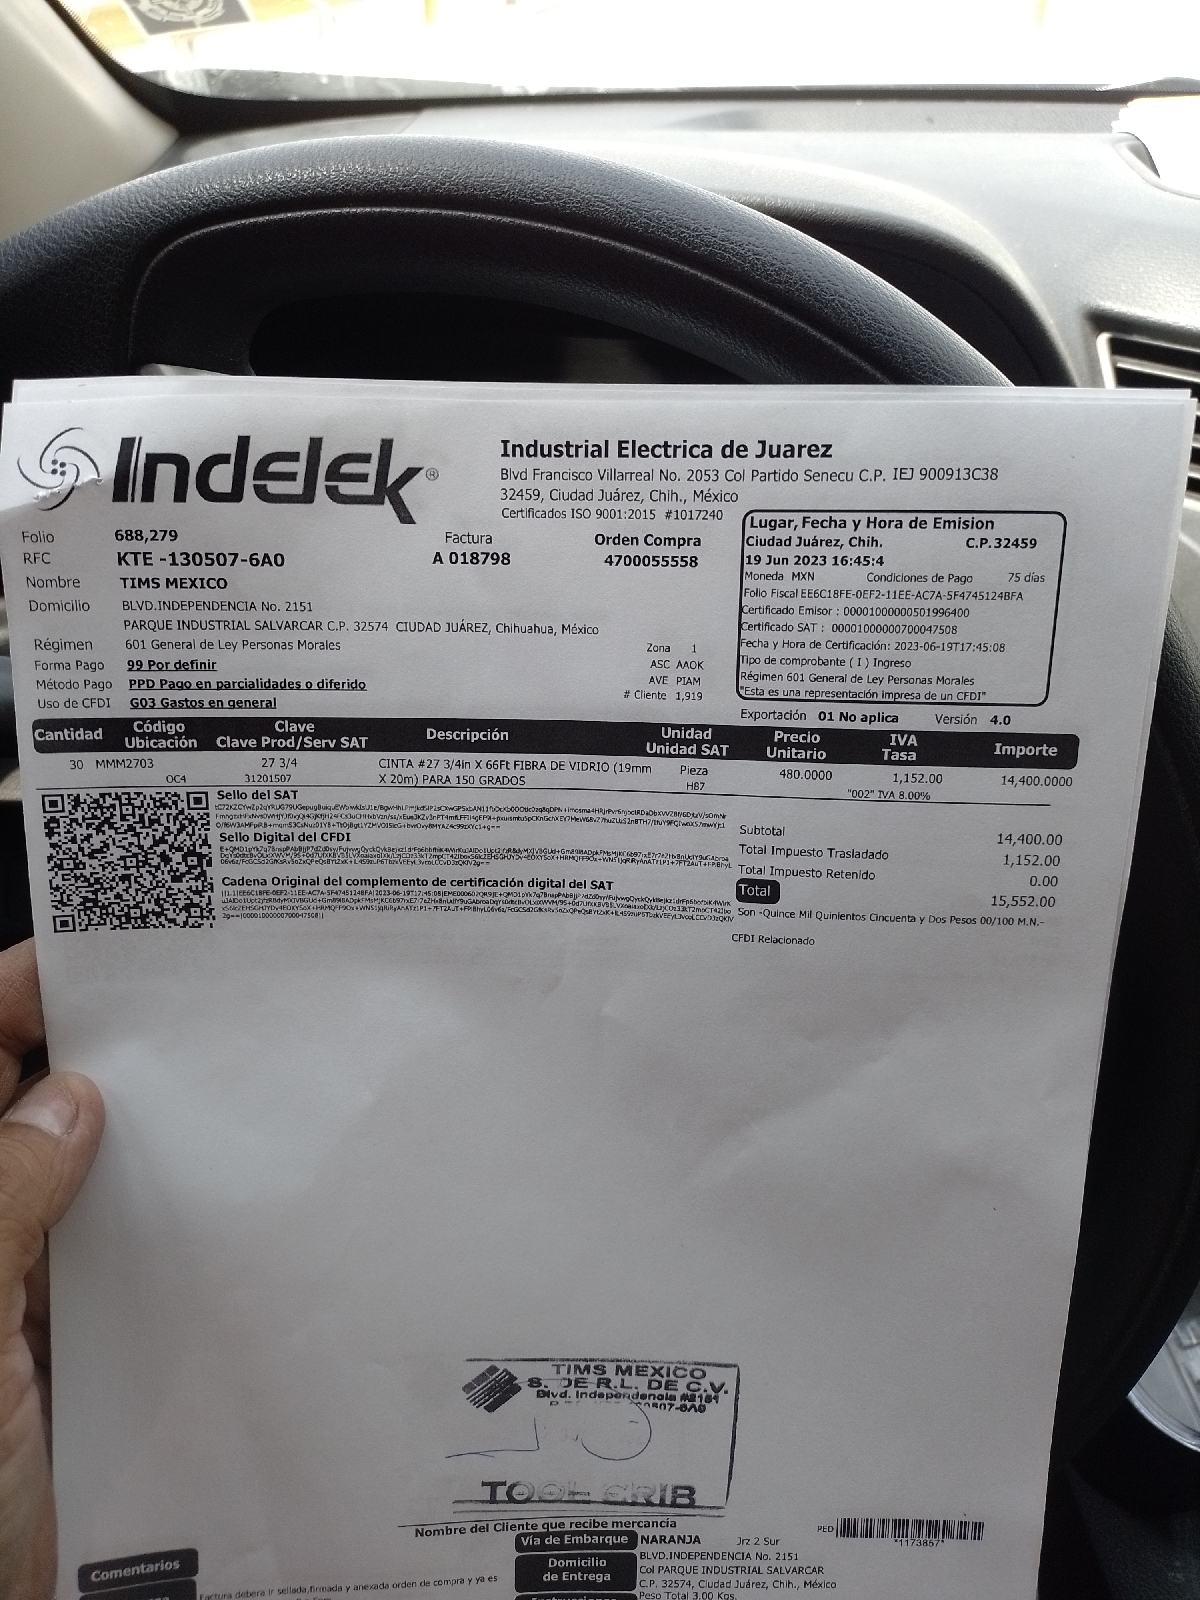 Indelek®
Industrial Electrica de Juarez
Blvd Francisco Villarreal No. 2053 Col Partido Senecu C.P. IEJ 900913C38
32459, Ciudad Juárez, Chih., México
Certificados ISO 9001:2015 #1017240
Folio 688,279 Factura Orden Compra
RFC KTE -130507-6A0 A 018798 4700055558
Nombre TIMS MEXICO
Domicilio BLVD.INDEPENDENCIA No. 2151
PARQUE INDUSTRIAL SALVARCAR C.P. 32574 CIUDAD JUÁREZ, Chihuahua, México
Régimen 601 General de Ley Personas Morales
Zona 1
Forma Pago 99 Por definir
ASC AAOK
Método Pago PPD Pago en parcialidades o diferido
AVE PIAM
Uso de CFDI G03 Gastos en general
# Cliente 1,919
Lugar, Fecha y Hora de Emision
Ciudad Juárez, Chih. C.P.32459
19 Jun 2023 16:45:4
Moneda MXN Condiciones de Pago 75 días
Folio Fiscal EE6C18FE-0EF2-11EE-AC7A-5F4745124BFA
Certificado Emisor : 00001000000501996400
Certificado SAT : 00001000000700047508
Fecha y Hora de Certificación: 2023-06-19T17:45:08
Tipo de comprobante ( I ) Ingreso
Régimen 601 General de Ley Personas Morales
"Esta es una representación impresa de un CFDI"
Exportación 01 No aplica Versión 4.0
Cantidad Código Ubicación Clave Clave Prod/Serv SAT Descripción Unidad Unidad SAT Precio Unitario IVA Tasa Importe
30 MMM2703 27 3/4 CINTA #27 3/4in X 66Ft FIBRA DE VIDRIO (19mm Pieza 480.0000 1,152.00 14,400.0000
OC4 31201507 X 20m) PARA 150 GRADOS H87 "002" IVA 8.00%
Sello del SAT
Sello Digital del CFDI
Cadena Original del complemento de certificación digital del SAT
Subtotal 14,400.00
Total Impuesto Trasladado 1,152.00
Total Impuesto Retenido 0.00
Total 15,552.00
Son -Quince Mil Quinientos Cincuenta y Dos Pesos 00/100 M.N.-
CFDI Relacionado
TIMS MEXICO
S. DE R.L. DE C.V.
Blvd. Independencia #2151
TOOL CRIB
Nombre del Cliente que recibe mercancía
Vía de Embarque NARANJA Jrz 2 Sur
PED *1173857*
Domicilio de Entrega
BLVD.INDEPENDENCIA No. 2151
Col PARQUE INDUSTRIAL SALVARCAR
C.P. 32574, Ciudad Juárez, Chih., México
Peso Total 3.00 Kgs.
Comentarios
Factura debera ir sellada,firmada y anexada orden de compra y ya es